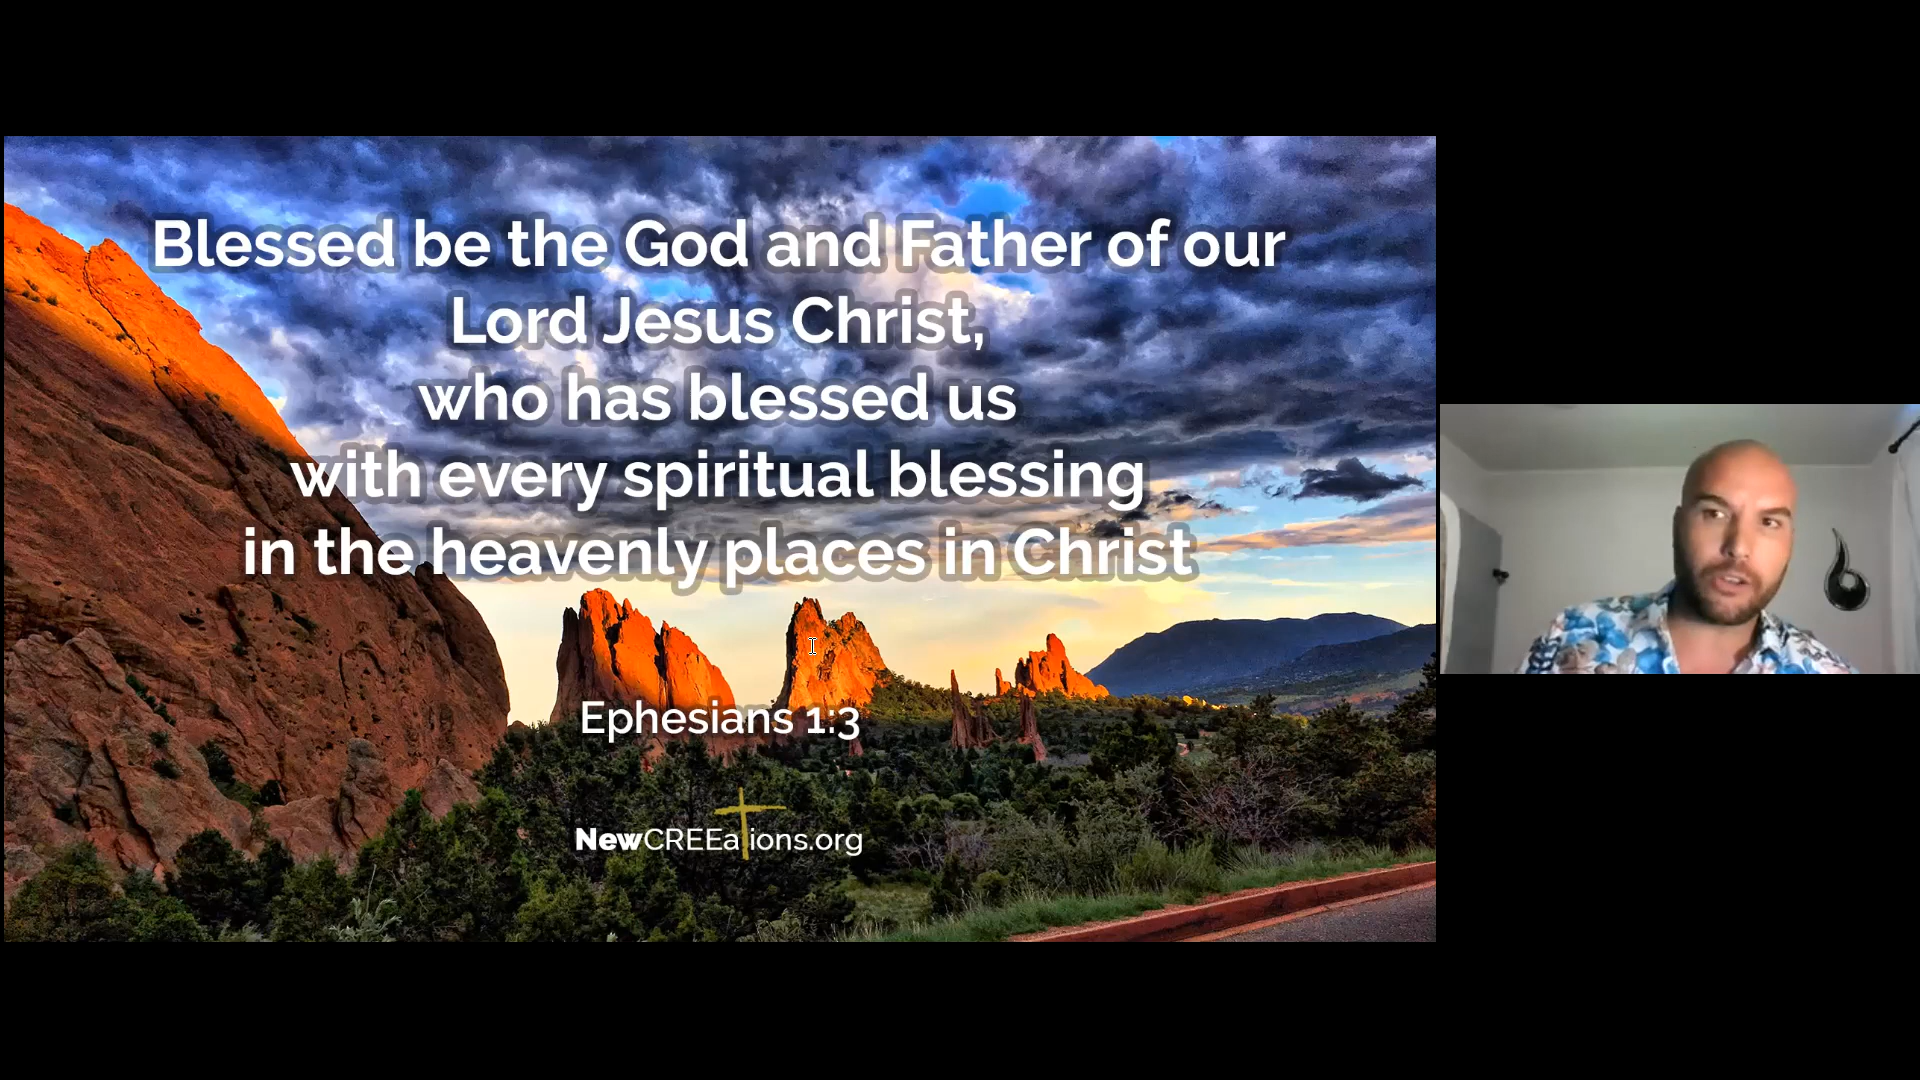 Blessed be the God and Father of our
Lord Jesus Christ,
who has blessed us
with every spiritual blessing
in the heavenly places in Christ
Ephesians 1:3
NewCREEations.org